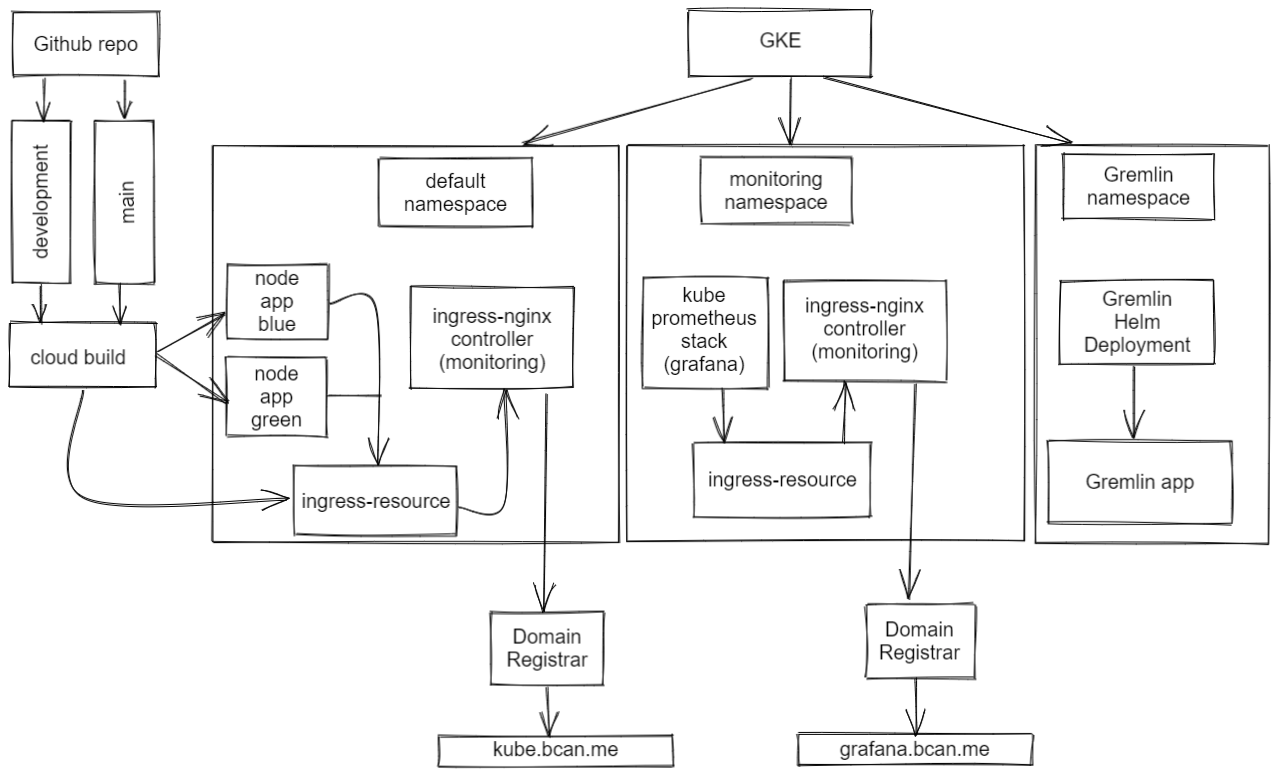 Github repo
GKE
development
main
default
namespace
monitoring
namespace
Gremlin
namespace
node
app
blue
ingress-nginx
controller
(monitoring)
kube
prometheus
stack
(grafana)
ingress-nginx
controller
(monitoring)
Gremlin
Helm
Deployment
cloud build
node
app
green
ingress-resource
ingress-resource
Gremlin app
Domain
Registrar
Domain
Registrar
kube.bcan.me
grafana.bcan.me